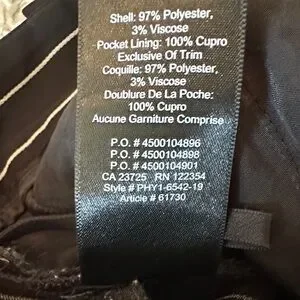 Shell: 97% Polyester,
3% Viscose
Pocket Lining: 100% Cupro
Exclusive Of Trim
Coquille: 97% Polyester,
3% Viscose
Doublure De La Poche:
100% Cupro
Aucune Garniture Comprise
P.O. # 4500104896
P.O. # 4500104898
P.O. # 4500104901
CA 23725 RN 122354
Style # PHY1-6542-19
Article # 61730